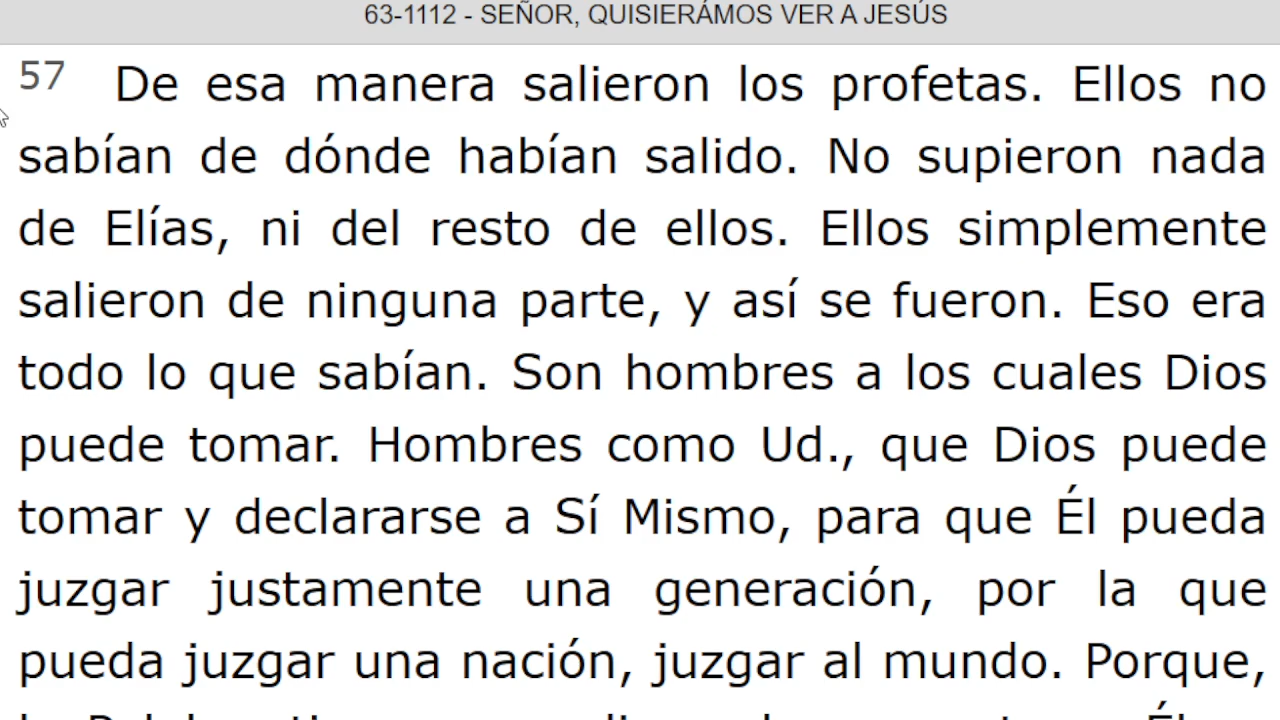 63-1112 - SEÑOR, QUISIERÁMOS VER A JESÚS
57 De esa manera salieron los profetas. Ellos no
sabían de dónde habían salido. No supieron nada
de Elías, ni del resto de ellos. Ellos simplemente
salieron de ninguna parte, y así se fueron. Eso era
todo lo que sabían. Son hombres a los cuales Dios
puede tomar. Hombres como Ud., que Dios puede
tomar y declararse a Sí Mismo, para que Él pueda
juzgar justamente una generación, por la que
pueda juzgar una nación, juzgar al mundo. Porque,